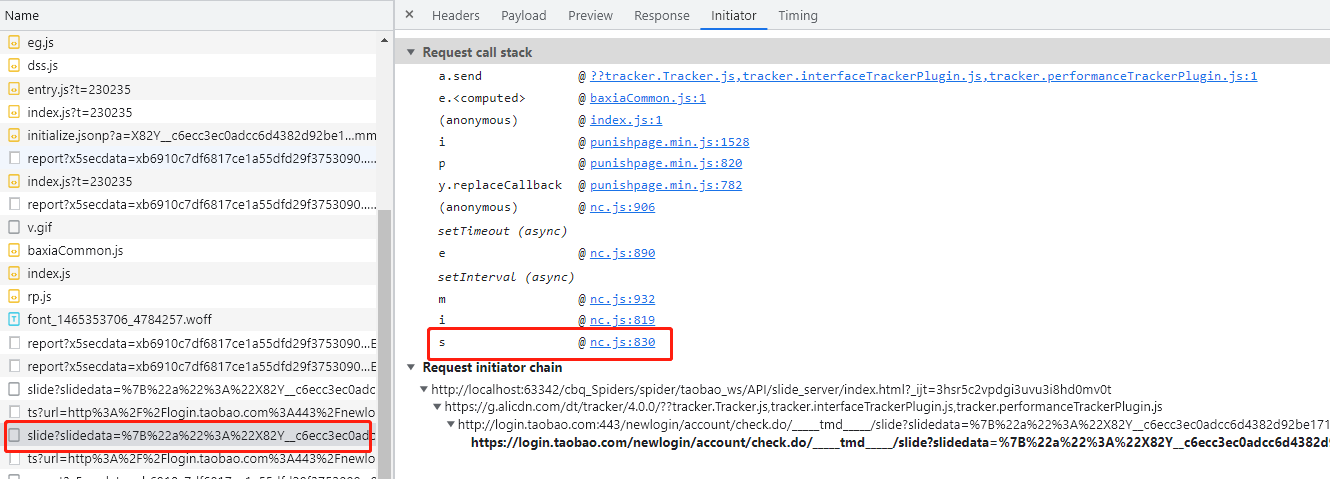 Name
eg.js
dss.js
entry.js?t=230235
index.js?t=230235
initialize.jsonp?a=X82Y__c6ecc3ec0adcc6d4382d92be1...mm
report?x5secdata=xb6910c7df6817ce1a55dfd29f3753090.....
index.js?t=230235
report?x5secdata=xb6910c7df6817ce1a55dfd29f3753090.....
v.gif
baxiaCommon.js
index.js
rp.js
font_1465353706_4784257.woff
report?x5secdata=xb6910c7df6817ce1a55dfd29f3753090...E
report?x5secdata=xb6910c7df6817ce1a55dfd29f3753090...E
slide?slidedata=%7B%22a%22%3A%22X82Y__c6ecc3ec0adc
ts?url=http%3A%2F%2Flogin.taobao.com%3A443%2Fnewlo
slide?slidedata=%7B%22a%22%3A%22X82Y__c6ecc3ec0adc
ts?url=http%3A%2F%2Flogin.taobao.com%3A443%2Fnewlo
× Headers Payload Preview Response Initiator Timing
▼ Request call stack
a.send @ ??tracker.Tracker.js,tracker.interfaceTrackerPlugin.js,tracker.performanceTrackerPlugin.js:1
e.<computed> @ baxiaCommon.js:1
(anonymous) @ index.js:1
i @ punishpage.min.js:1528
p @ punishpage.min.js:820
y.replaceCallback @ punishpage.min.js:782
(anonymous) @ nc.js:906
setTimeout (async)
e @ nc.js:890
setInterval (async)
m @ nc.js:932
i @ nc.js:819
s @ nc.js:830
▼ Request initiator chain
▼ http://localhost:63342/cbq_Spiders/spider/taobao_ws/API/slide_server/index.html?_ijt=3hsr5c2vpdgi3uvu3i8hd0mv0t
▼ https://g.alicdn.com/dt/tracker/4.0.0/??tracker.Tracker.js,tracker.interfaceTrackerPlugin.js,tracker.performanceTrackerPlugin.js
▼ http://login.taobao.com:443/newlogin/account/check.do/_____tmd_____/slide?slidedata=%7B%22a%22%3A%22X82Y__c6ecc3ec0adcc6d4382d92be171
https://login.taobao.com/newlogin/account/check.do/_____tmd_____/slide?slidedata=%7B%22a%22%3A%22X82Y__c6ecc3ec0adcc6d4382d9